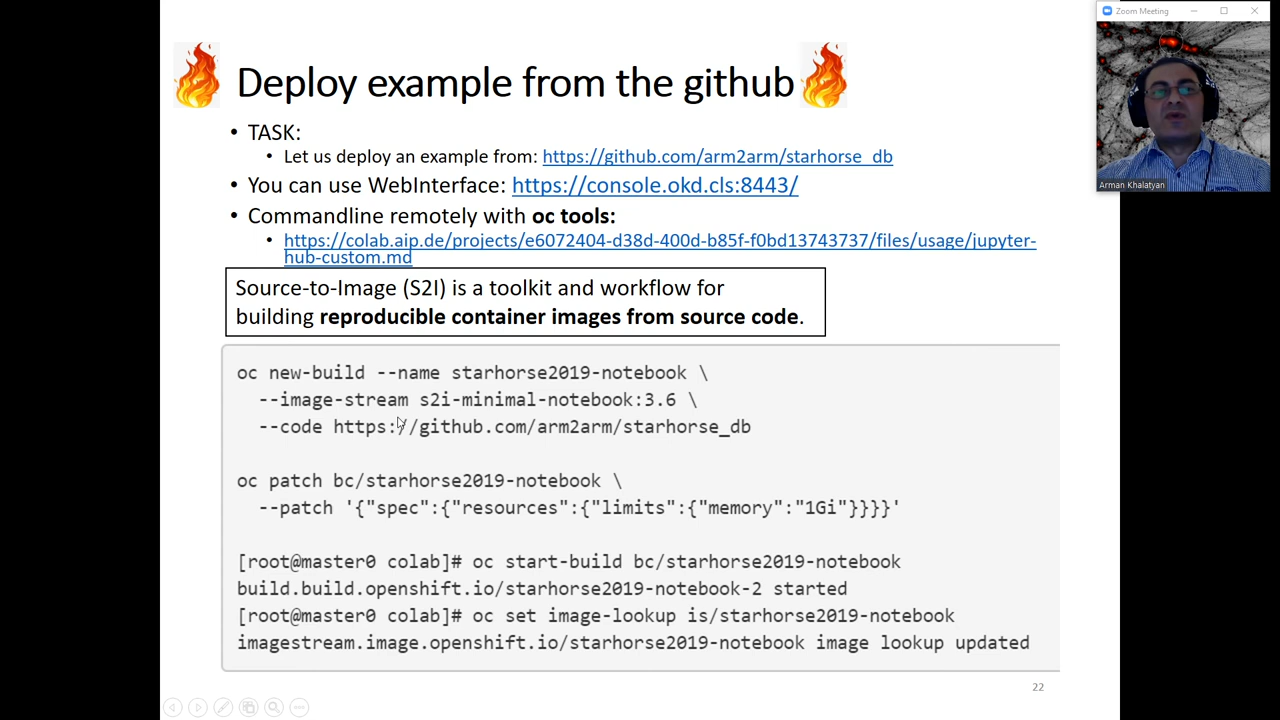 Zoom Meeting
Arman Khalatyan
Deploy example from the github
• TASK:
• Let us deploy an example from: https://github.com/arm2arm/starhorse_db
• You can use WebInterface: https://console.okd.cls:8443/
• Commandline remotely with oc tools:
• https://colab.aip.de/projects/e6072404-d38d-400d-b85f-f0bd13743737/files/usage/jupyter-
hub-custom.md
Source-to-Image (S2I) is a toolkit and workflow for
building reproducible container images from source code.
oc new-build --name starhorse2019-notebook \
--image-stream s2i-minimal-notebook:3.6 \
--code https://github.com/arm2arm/starhorse_db
oc patch bc/starhorse2019-notebook \
--patch '{"spec":{"resources":{"limits":{"memory":"1Gi"}}}}'
[root@master0 colab]# oc start-build bc/starhorse2019-notebook
build.build.openshift.io/starhorse2019-notebook-2 started
[root@master0 colab]# oc set image-lookup is/starhorse2019-notebook
imagestream.image.openshift.io/starhorse2019-notebook image lookup updated
22